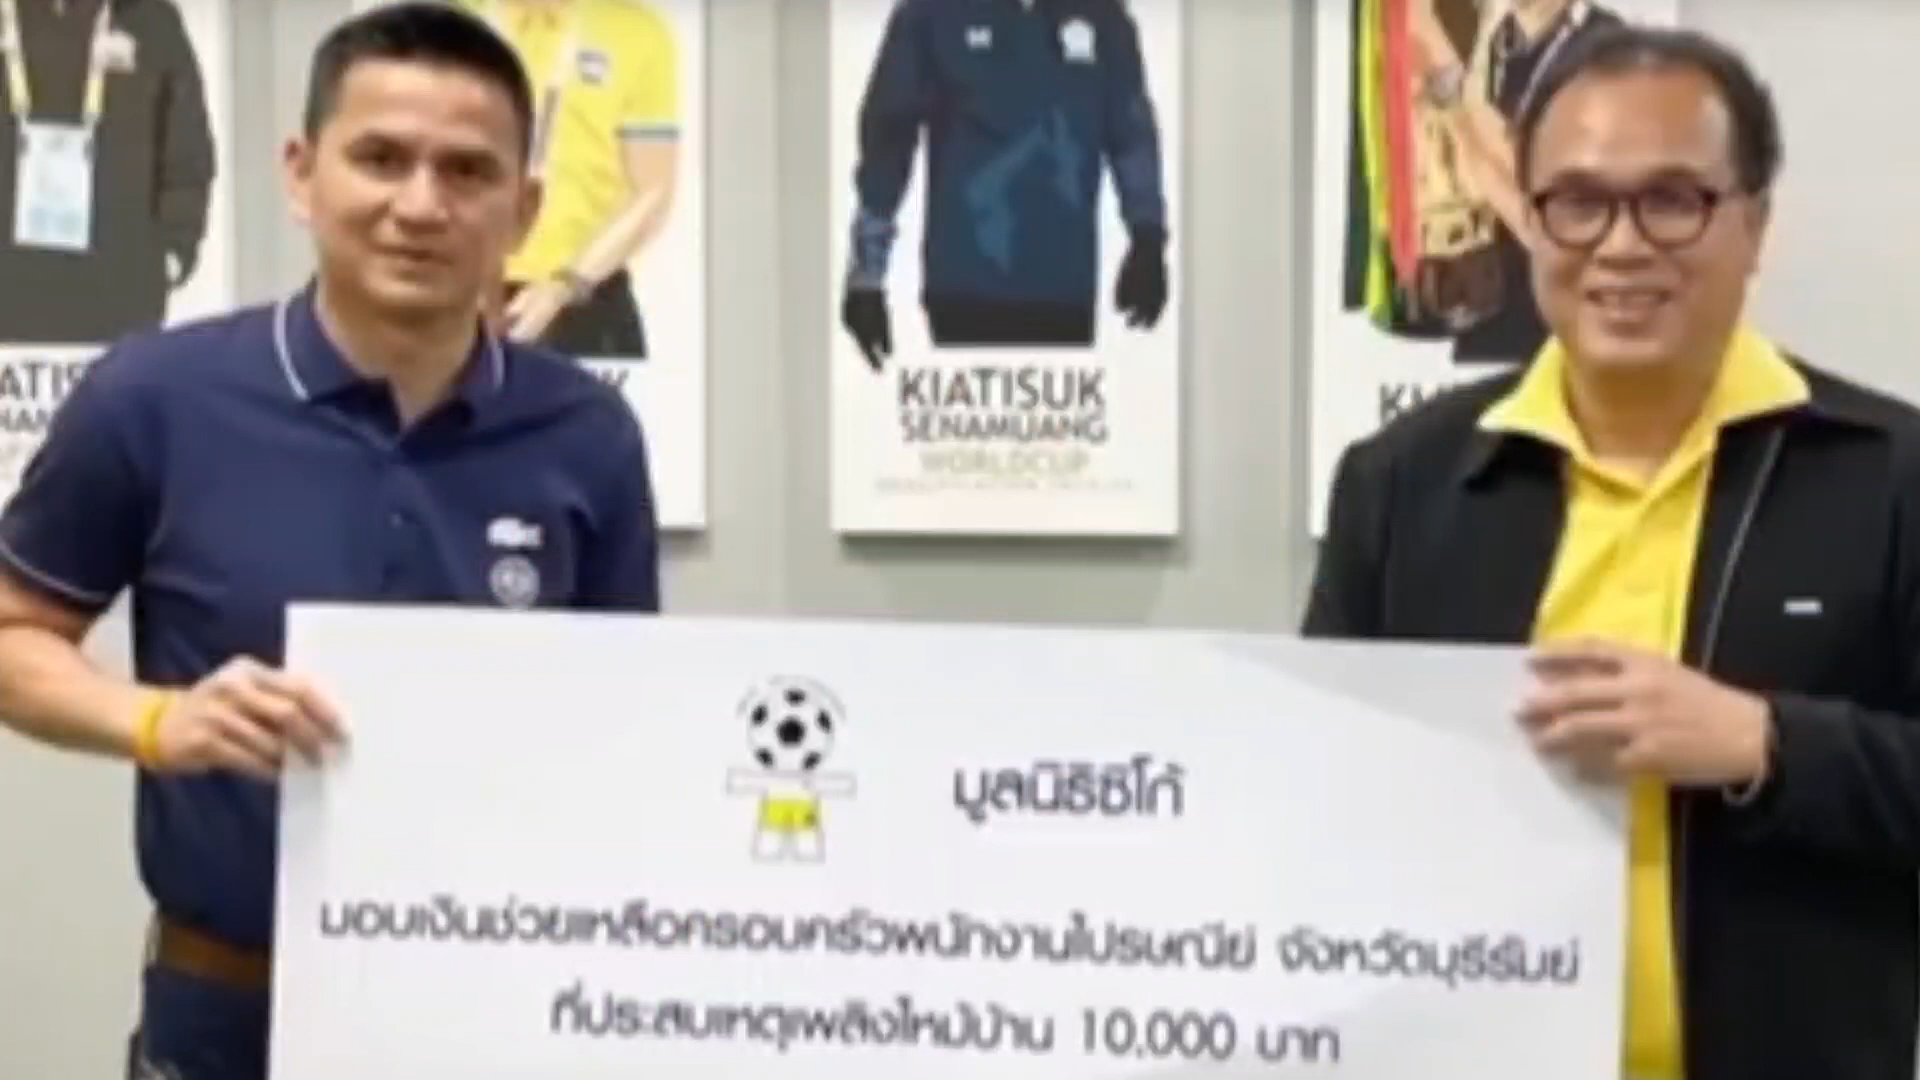 KIATISUK
SENAMUANG
WORLDCUP
มูลนิธิซิโก้
มอบเงินช่วยเหลือครอบครัวพนักงานไปรษณีย์ จังหวัดบุรีรัมย์
ที่ประสบเหตุเพลิงไหม้บ้าน 10,000 บาท